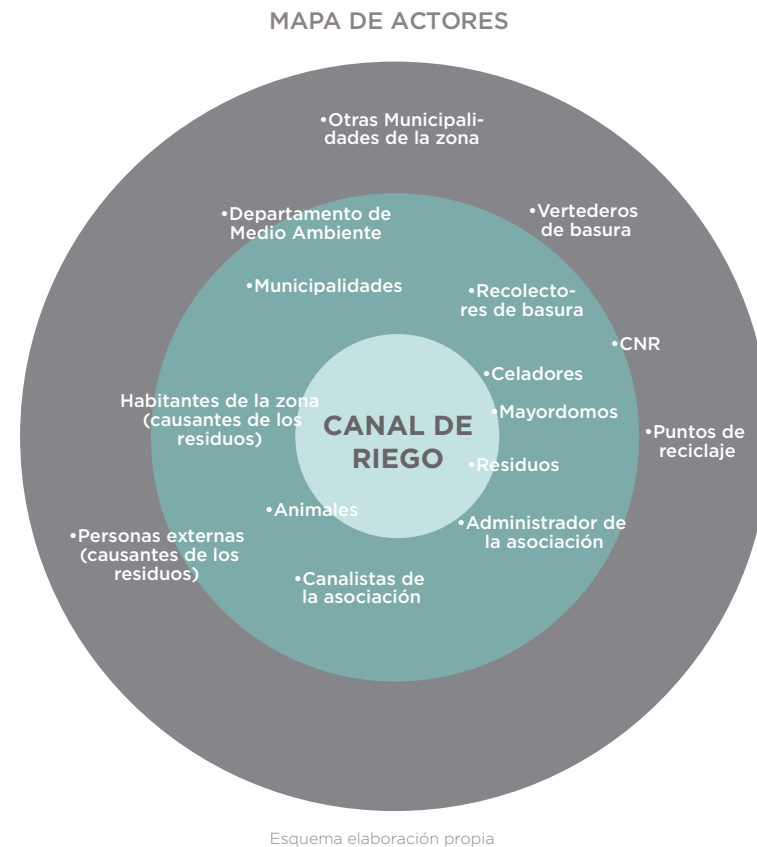 MAPA DE ACTORES
•Otras Municipali-
dades de la zona
•Departamento de
Medio Ambiente
•Vertederos
de basura
•Municipalidades
•Recolecto-
res de basura
•CNR
•Celadores
Habitantes de la zona
(causantes de los
residuos)
•Mayordomos
CANAL DE
RIEGO
•Puntos de
reciclaje
•Residuos
•Animales
•Administrador de
la asociación
•Personas externas
(causantes de los
residuos)
•Canalistas de
la asociación
Esquema elaboración propia